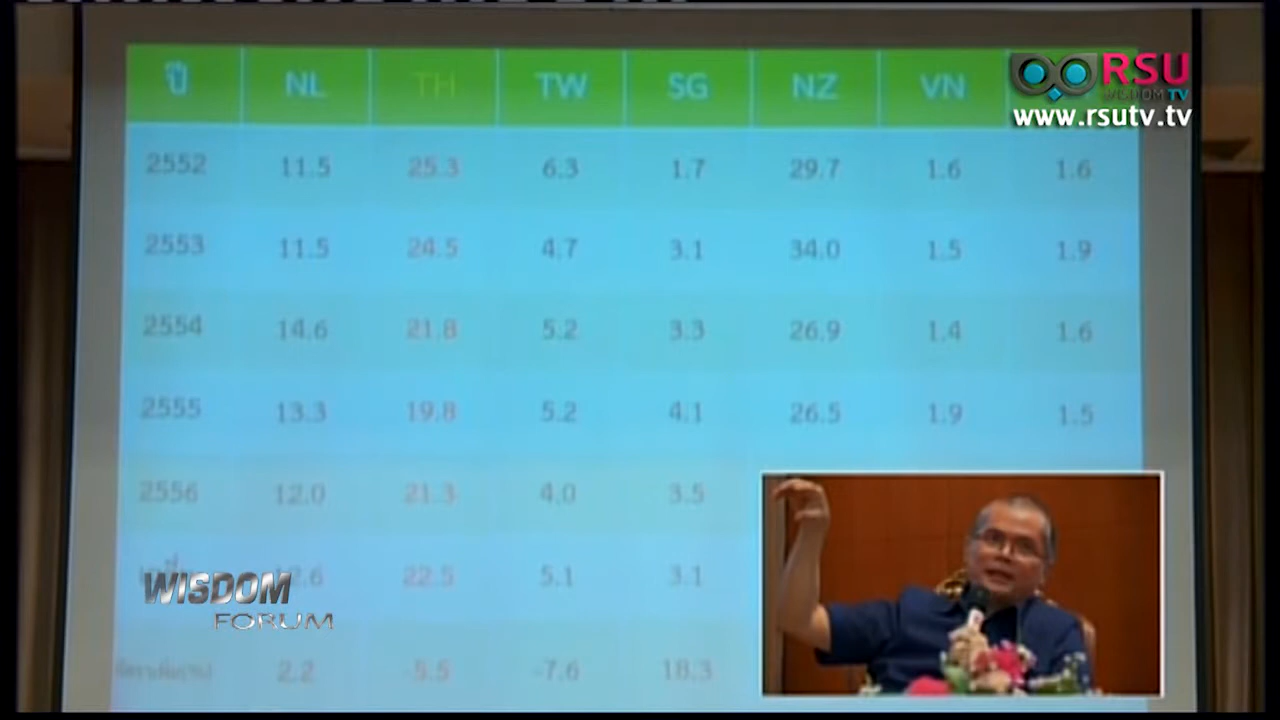 ปี NL TH TW SG NZ VN
RSU
WISDOM TV
www.rsutv.tv
2552 11.5 25.3 6.3 1.7 29.7 1.6 1.6
2553 11.5 24.5 4.7 3.1 34.0 1.5 1.9
2554 14.6 21.8 5.2 3.3 26.9 1.4 1.6
2555 13.3 19.8 5.2 4.1 26.5 1.9 1.5
2556 12.0 21.3 4.0 3.5
22.5 5.1 3.1
WISDOM
FORUM
2.2 -5.5 -7.6 18.3